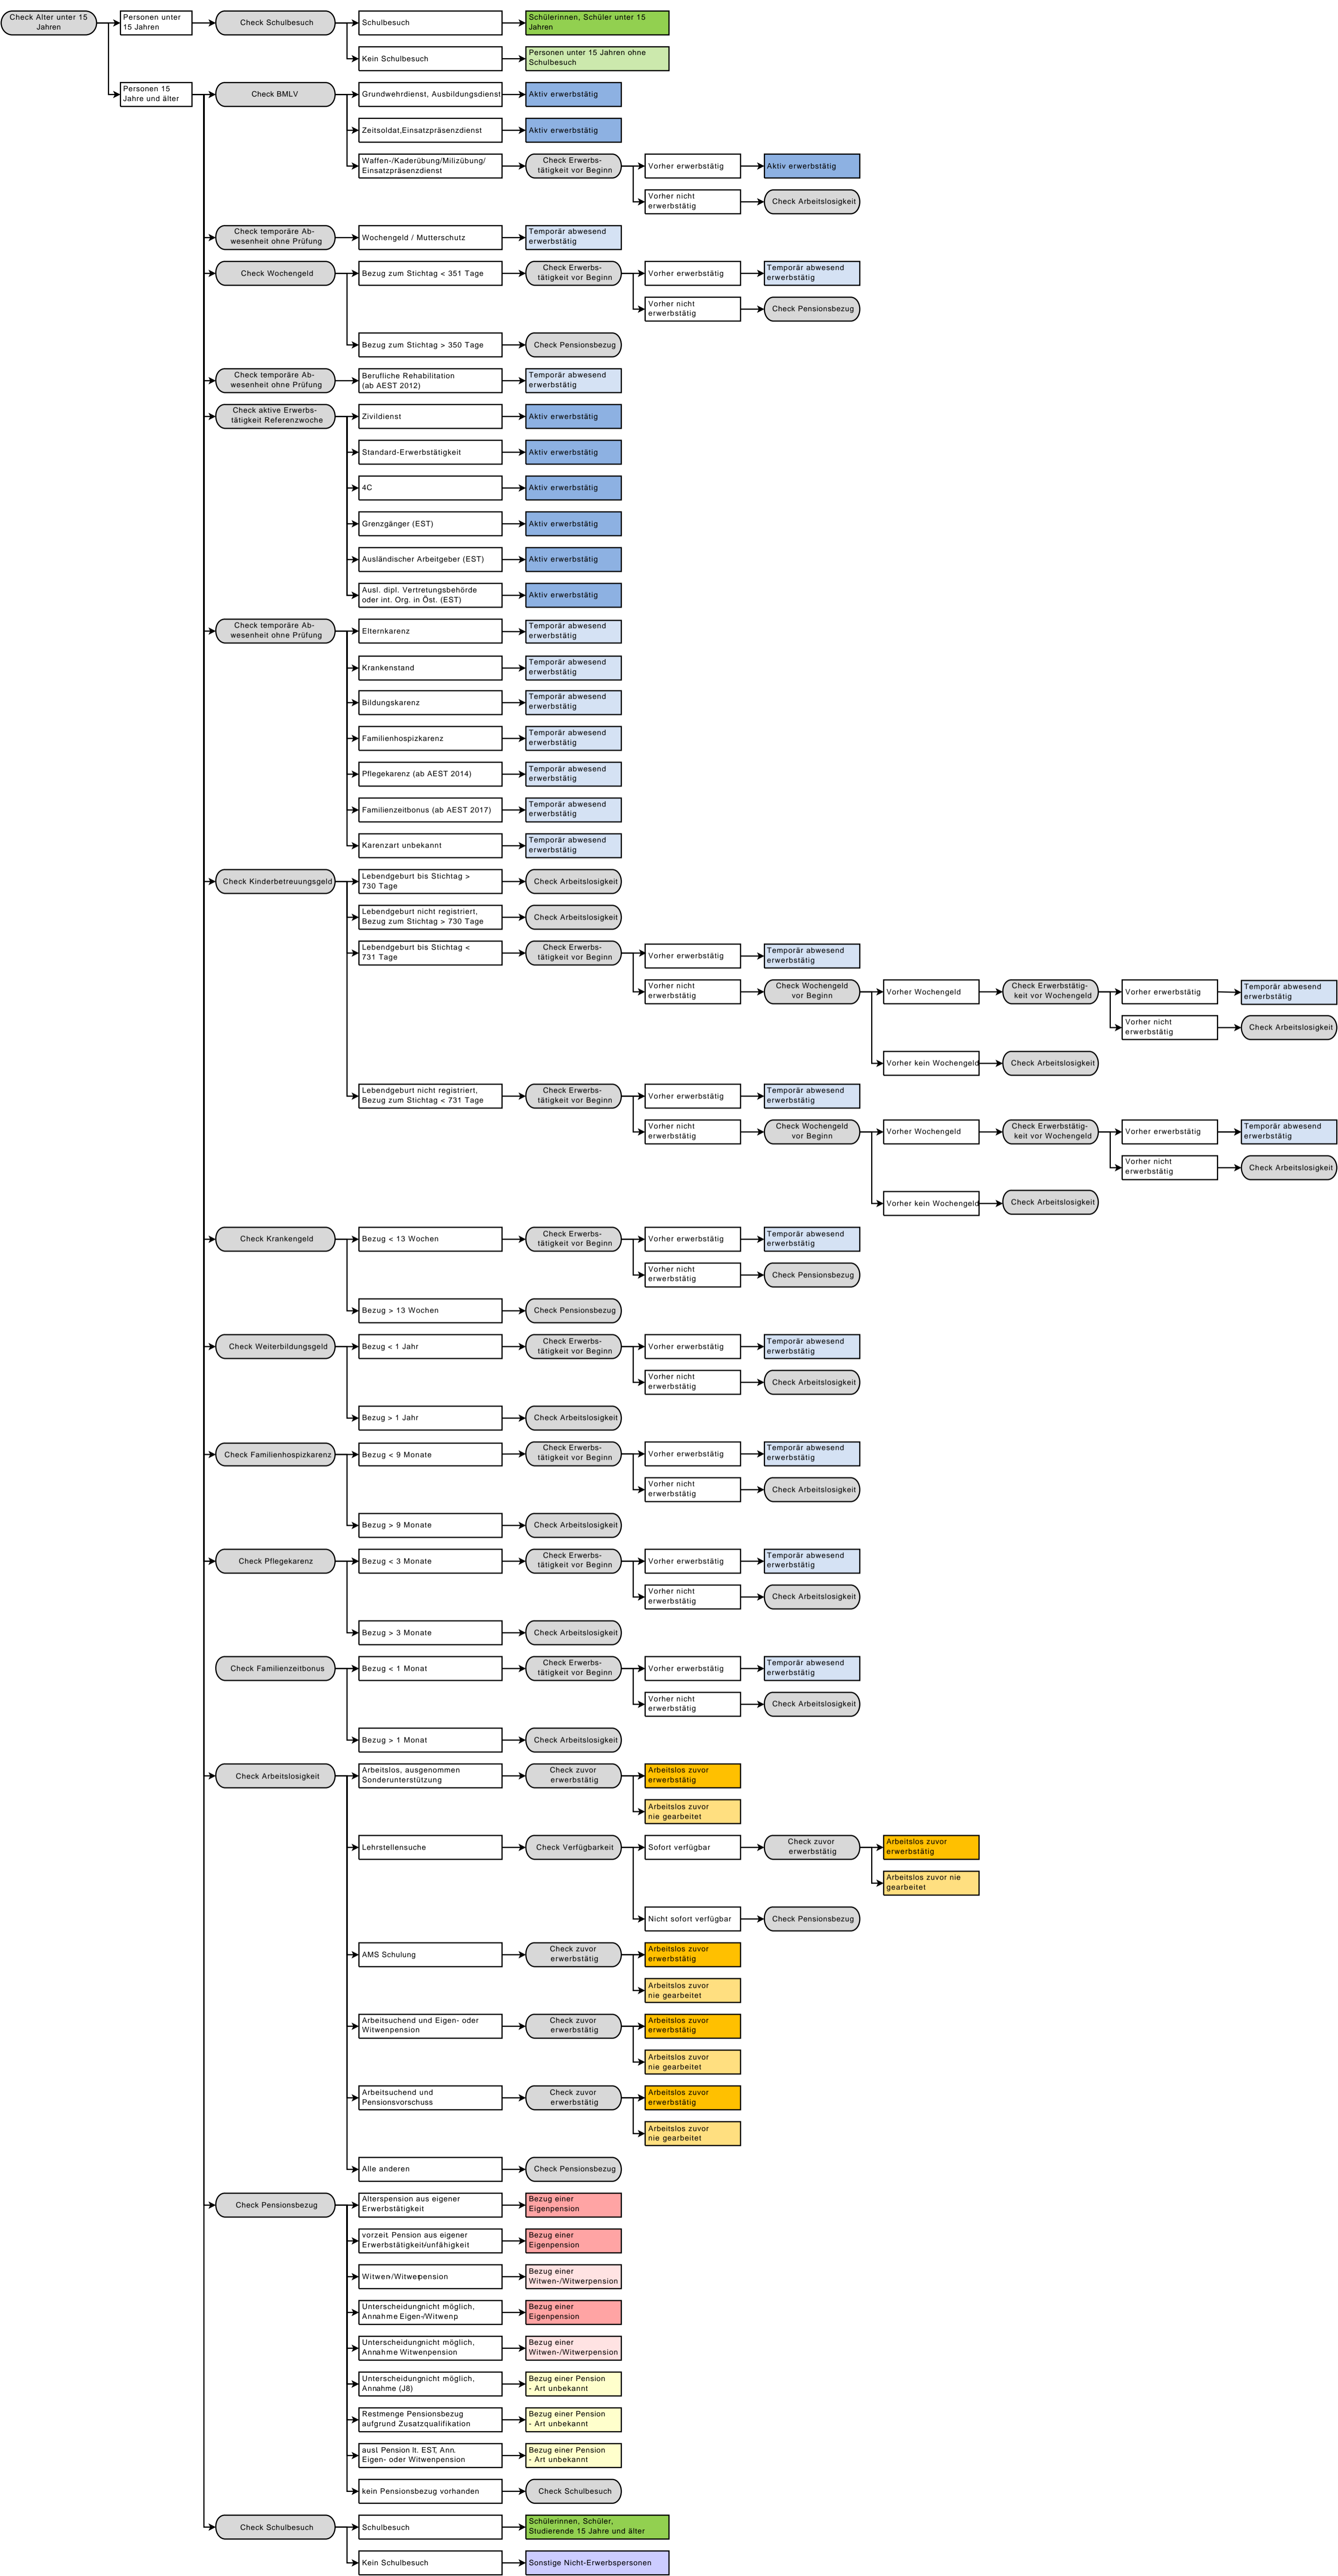 Check Alter unter 15
Jahren
Personen unter
15 Jahren
Check Schulbesuch
Schulbesuch
Schülerinnen, Schüler unter 15
Jahren
Kein Schulbesuch
Personen unter 15 Jahren ohne
Schulbesuch
Personen 15
Jahre und älter
Check BMLV
Grundwehrdienst, Ausbildungsdienst
Aktiv erwerbstätig
Zeitsoldat,Einsatzpräsenzdienst
Aktiv erwerbstätig
Waffen-/Kaderübung/Milizübung/
Einsatzpräsenzdienst
Check Erwerbs-
tätigkeit vor Beginn
Vorher erwerbstätig
Aktiv erwerbstätig
Vorher nicht
erwerbstätig
Check Arbeitslosigkeit
Check temporäre Ab-
wesenheit ohne Prüfung
Wochengeld / Mutterschutz
Temporär abwesend
erwerbstätig
Check Wochengeld
Bezug zum Stichtag < 351 Tage
Check Erwerbs-
tätigkeit vor Beginn
Vorher erwerbstätig
Temporär abwesend
erwerbstätig
Vorher nicht
erwerbstätig
Check Pensionsbezug
Bezug zum Stichtag > 350 Tage
Check Pensionsbezug
Check temporäre Ab-
wesenheit ohne Prüfung
Berufliche Rehabilitation
(ab AEST 2012)
Temporär abwesend
erwerbstätig
Check aktive Erwerbs-
tätigkeit Referenzwoche
Zivildienst
Aktiv erwerbstätig
Standard-Erwerbstätigkeit
Aktiv erwerbstätig
4C
Aktiv erwerbstätig
Grenzgänger (EST)
Aktiv erwerbstätig
Ausländischer Arbeitgeber (EST)
Aktiv erwerbstätig
Ausl. dipl. Vertretungsbehörde
oder int. Org. in Öst. (EST)
Aktiv erwerbstätig
Check temporäre Ab-
wesenheit ohne Prüfung
Elternkarenz
Temporär abwesend
erwerbstätig
Krankenstand
Temporär abwesend
erwerbstätig
Bildungskarenz
Temporär abwesend
erwerbstätig
Familienhospizkarenz
Temporär abwesend
erwerbstätig
Pflegekarenz (ab AEST 2014)
Temporär abwesend
erwerbstätig
Familienzeitbonus (ab AEST 2017)
Temporär abwesend
erwerbstätig
Karenzart unbekannt
Temporär abwesend
erwerbstätig
Check Kinderbetreuungsgeld
Lebendgeburt bis Stichtag >
730 Tage
Check Arbeitslosigkeit
Lebendgeburt nicht registriert,
Bezug zum Stichtag > 730 Tage
Check Arbeitslosigkeit
Lebendgeburt bis Stichtag <
731 Tage
Check Erwerbs-
tätigkeit vor Beginn
Vorher erwerbstätig
Temporär abwesend
erwerbstätig
Vorher nicht
erwerbstätig
Check Wochengeld
vor Beginn
Vorher Wochengeld
Check Erwerbstätig-
keit vor Wochengeld
Vorher erwerbstätig
Temporär abwesend
erwerbstätig
Vorher nicht
erwerbstätig
Check Arbeitslosigkeit
Vorher kein Wochengeld
Check Arbeitslosigkeit
Lebendgeburt nicht registriert,
Bezug zum Stichtag < 731 Tage
Check Erwerbs-
tätigkeit vor Beginn
Vorher erwerbstätig
Temporär abwesend
erwerbstätig
Vorher nicht
erwerbstätig
Check Wochengeld
vor Beginn
Vorher Wochengeld
Check Erwerbstätig-
keit vor Wochengeld
Vorher erwerbstätig
Temporär abwesend
erwerbstätig
Vorher nicht
erwerbstätig
Check Arbeitslosigkeit
Vorher kein Wochengeld
Check Arbeitslosigkeit
Check Krankengeld
Bezug < 13 Wochen
Check Erwerbs-
tätigkeit vor Beginn
Vorher erwerbstätig
Temporär abwesend
erwerbstätig
Vorher nicht
erwerbstätig
Check Pensionsbezug
Bezug > 13 Wochen
Check Pensionsbezug
Check Weiterbildungsgeld
Bezug < 1 Jahr
Check Erwerbs-
tätigkeit vor Beginn
Vorher erwerbstätig
Temporär abwesend
erwerbstätig
Vorher nicht
erwerbstätig
Check Arbeitslosigkeit
Bezug > 1 Jahr
Check Arbeitslosigkeit
Check Familienhospizkarenz
Bezug < 9 Monate
Check Erwerbs-
tätigkeit vor Beginn
Vorher erwerbstätig
Temporär abwesend
erwerbstätig
Vorher nicht
erwerbstätig
Check Arbeitslosigkeit
Bezug > 9 Monate
Check Arbeitslosigkeit
Check Pflegekarenz
Bezug < 3 Monate
Check Erwerbs-
tätigkeit vor Beginn
Vorher erwerbstätig
Temporär abwesend
erwerbstätig
Vorher nicht
erwerbstätig
Check Arbeitslosigkeit
Bezug > 3 Monate
Check Arbeitslosigkeit
Check Familienzeitbonus
Bezug < 1 Monat
Check Erwerbs-
tätigkeit vor Beginn
Vorher erwerbstätig
Temporär abwesend
erwerbstätig
Vorher nicht
erwerbstätig
Check Arbeitslosigkeit
Bezug > 1 Monat
Check Arbeitslosigkeit
Check Arbeitslosigkeit
Arbeitslos, ausgenommen
Sonderunterstützung
Check zuvor
erwerbstätig
Arbeitslos zuvor
erwerbstätig
Arbeitslos zuvor
nie gearbeitet
Lehrstellensuche
Check Verfügbarkeit
Sofort verfügbar
Check zuvor
erwerbstätig
Arbeitslos zuvor
erwerbstätig
Arbeitslos zuvor nie
gearbeitet
Nicht sofort verfügbar
Check Pensionsbezug
AMS Schulung
Check zuvor
erwerbstätig
Arbeitslos zuvor
erwerbstätig
Arbeitslos zuvor
nie gearbeitet
Arbeitsuchend und Eigen- oder
Witwenpension
Check zuvor
erwerbstätig
Arbeitslos zuvor
erwerbstätig
Arbeitslos zuvor
nie gearbeitet
Arbeitsuchend und
Pensionsvorschuss
Check zuvor
erwerbstätig
Arbeitslos zuvor
erwerbstätig
Arbeitslos zuvor
nie gearbeitet
Alle anderen
Check Pensionsbezug
Check Pensionsbezug
Alterspension aus eigener
Erwerbstätigkeit
Bezug einer
Eigenpension
vorzeit. Pension aus eigener
Erwerbstätigkeit/unfähigkeit
Bezug einer
Eigenpension
Witwen-/Witwerpension
Bezug einer
Witwen-/Witwerpension
Unterscheidungnicht möglich,
Annahme Eigen-/Witwenp
Bezug einer
Eigenpension
Unterscheidungnicht möglich,
Annahme Witwenpension
Bezug einer
Witwen-/Witwerpension
Unterscheidungnicht möglich,
Annahme (J8)
Bezug einer Pension
- Art unbekannt
Restmenge Pensionsbezug
aufgrund Zusatzqualifikation
Bezug einer Pension
- Art unbekannt
ausl. Pension lt. EST, Ann.
Eigen- oder Witwenpension
Bezug einer Pension
- Art unbekannt
kein Pensionsbezug vorhanden
Check Schulbesuch
Check Schulbesuch
Schulbesuch
Schülerinnen, Schüler,
Studierende 15 Jahre und älter
Kein Schulbesuch
Sonstige Nicht-Erwerbspersonen